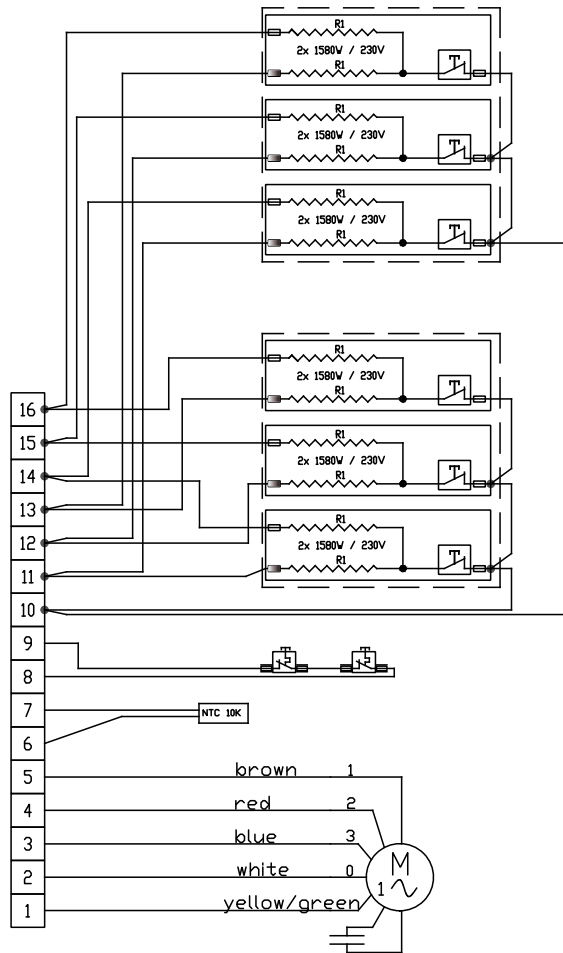 R1
2x 1580W / 230V
R1
T
R1
2x 1580W / 230V
R1
T
R1
2x 1580W / 230V
R1
T
R1
2x 1580W / 230V
R1
T
R1
2x 1580W / 230V
R1
T
R1
2x 1580W / 230V
R1
T
16
15
14
13
12
11
10
9
8
7
NTC 10K
6
5 brown 1
4 red 2
3 blue 3
2 white 0
1 yellow/green
M
1